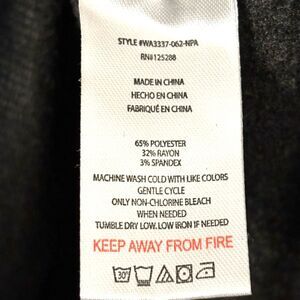 STYLE #WA3337-062-NPA
RN#125288
MADE IN CHINA
HECHO EN CHINA
FABRIQUÉ EN CHINA
65% POLYESTER
32% RAYON
3% SPANDEX
MACHINE WASH COLD WITH LIKE COLORS
GENTLE CYCLE
ONLY NON-CHLORINE BLEACH
WHEN NEEDED
TUMBLE DRY LOW. LOW IRON IF NEEDED
KEEP AWAY FROM FIRE
30°